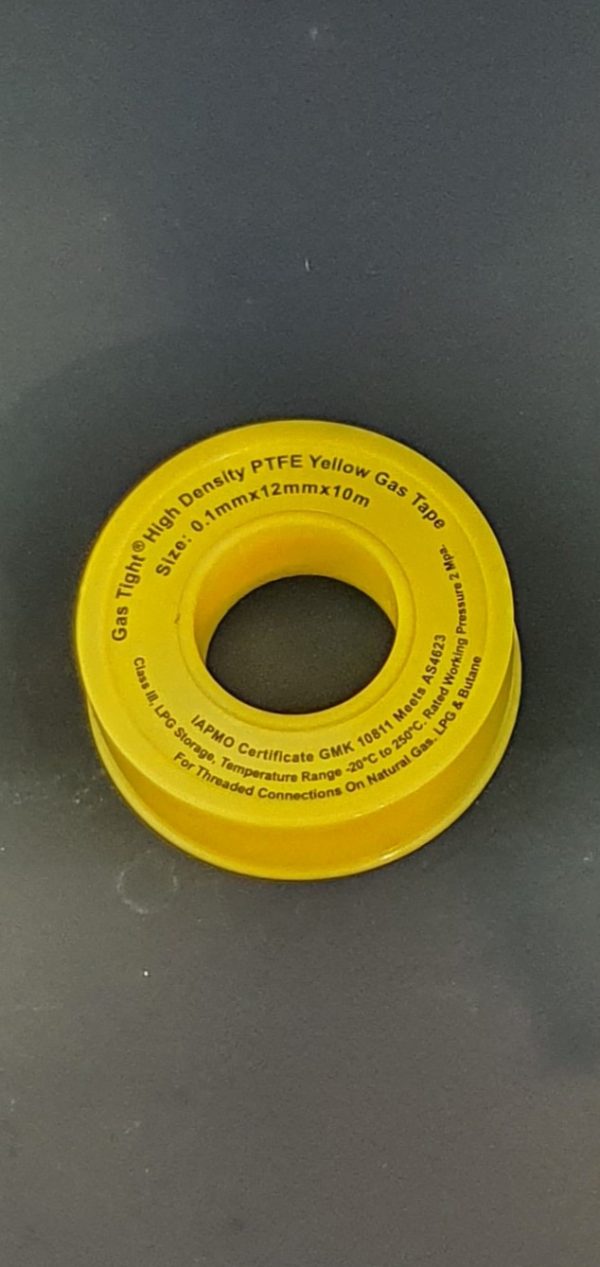 Gas Tight® High Density PTFE Yellow Gas Tape
Size: 0.1mmx12mmx10m
IAPMO Certificate GMK 10811 Meets AS4623
Class III, LPG Storage, Temperature Range -20°C to 250°C. Rated Working Pressure 2 Mpa.
For Threaded Connections On Natural Gas, LPG & Butane